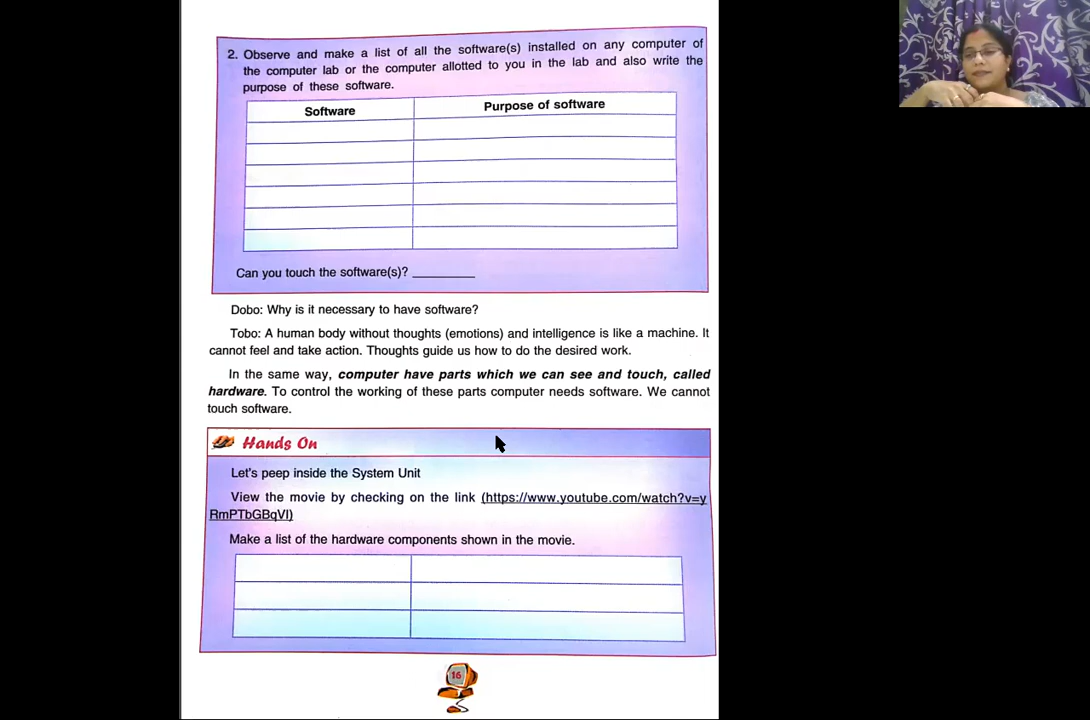 2. Observe and make a list of all the software(s) installed on any computer of
the computer lab or the computer allotted to you in the lab and also write the
purpose of these software.
Software Purpose of software
Can you touch the software(s)? _________
Dobo: Why is it necessary to have software?
Tobo: A human body without thoughts (emotions) and intelligence is like a machine. It
cannot feel and take action. Thoughts guide us how to do the desired work.
In the same way, computer have parts which we can see and touch, called
hardware. To control the working of these parts computer needs software. We cannot
touch software.
Hands On
Let's peep inside the System Unit
View the movie by checking on the link (https://www.youtube.com/watch?v=y
RmPTbGBqVI)
Make a list of the hardware components shown in the movie.
16